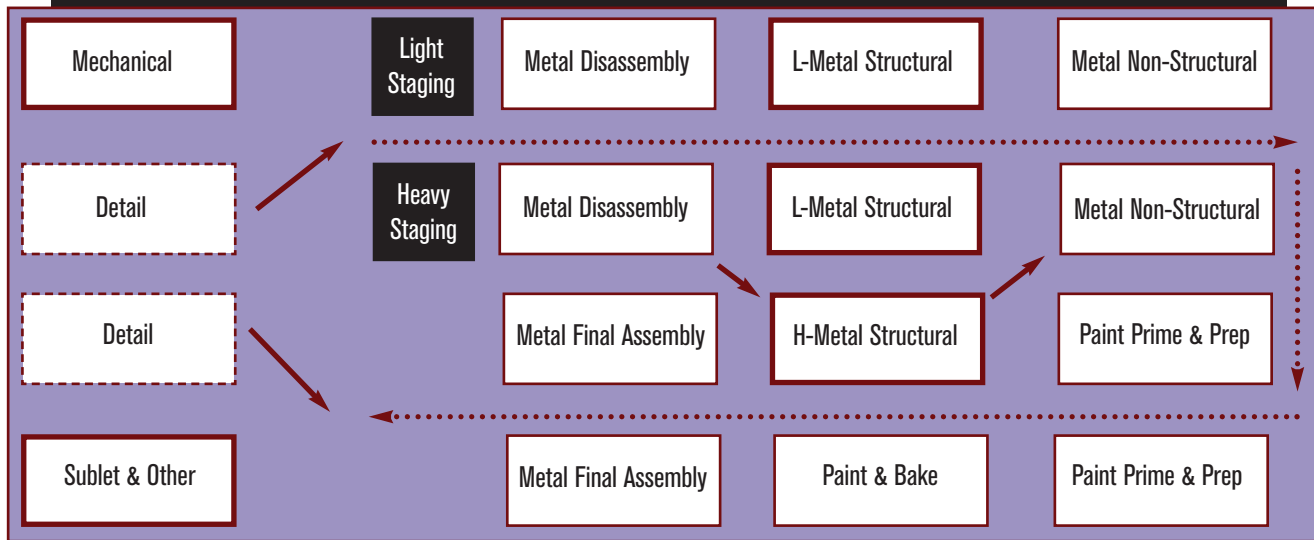 Mechanical
Light
Staging
Metal Disassembly
L-Metal Structural
Metal Non-Structural
Detail
Heavy
Staging
Metal Disassembly
L-Metal Structural
Metal Non-Structural
Detail
Metal Final Assembly
H-Metal Structural
Paint Prime & Prep
Sublet & Other
Metal Final Assembly
Paint & Bake
Paint Prime & Prep